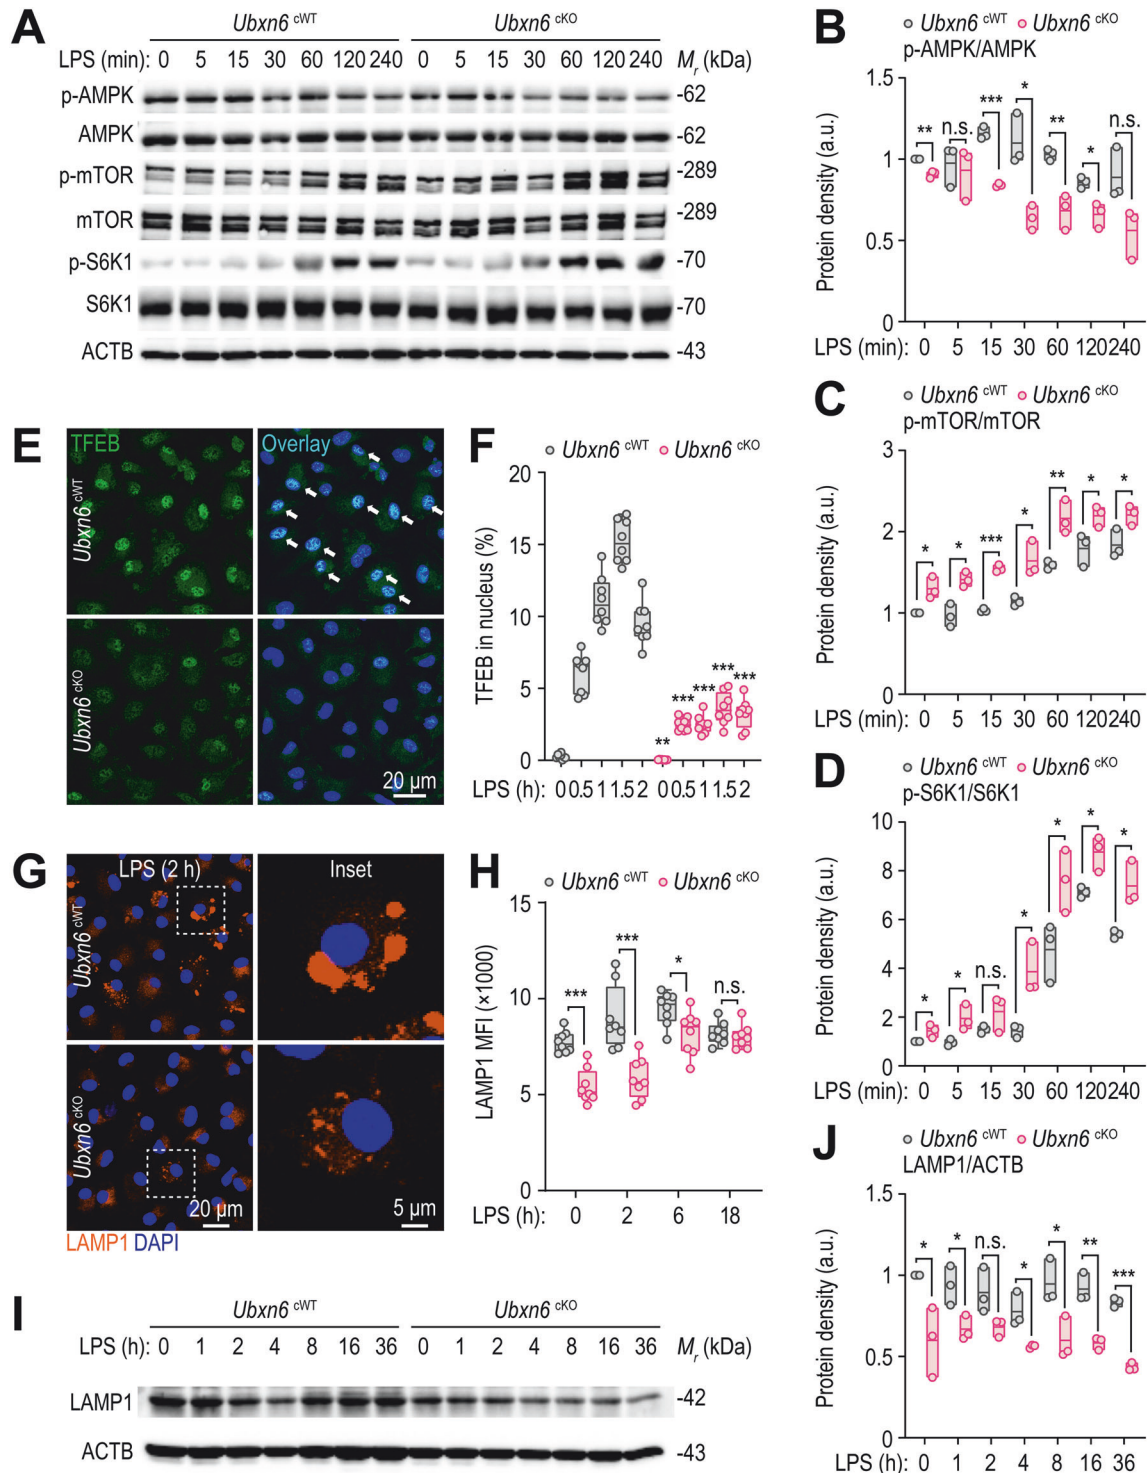 A
Ubxn6 cWT Ubxn6 cKO
LPS (min): 0 5 15 30 60 120 240 0 5 15 30 60 120 240 Mr (kDa)
p-AMPK -62
AMPK -62
p-mTOR -289
mTOR -289
p-S6K1 -70
S6K1 -70
ACTB -43
B
Ubxn6 cWT Ubxn6 cKO
p-AMPK/AMPK
Protein density (a.u.)
1.5
1
0.5
0
** n.s. *** * ** * n.s.
LPS (min): 0 5 15 30 60 120 240
C
Ubxn6 cWT Ubxn6 cKO
p-mTOR/mTOR
Protein density (a.u.)
3
2
1
0
* * *** * ** * *
LPS (min): 0 5 15 30 60 120 240
D
Ubxn6 cWT Ubxn6 cKO
p-S6K1/S6K1
Protein density (a.u.)
10
8
6
4
2
0
* * n.s. * * * *
LPS (min): 0 5 15 30 60 120 240
E
TFEB Overlay
Ubxn6 cWT
Ubxn6 cKO
20 µm
F
Ubxn6 cWT Ubxn6 cKO
TFEB in nucleus (%)
20
15
10
5
0
** *** *** *** ***
LPS (h): 0 0.5 1 1.5 2 0 0.5 1 1.5 2
G
LPS (2 h) Inset
Ubxn6 cWT
Ubxn6 cKO
20 µm 5 µm
LAMP1 DAPI
H
Ubxn6 cWT Ubxn6 cKO
LAMP1 MFI (×1000)
15
10
5
0
*** *** * n.s.
LPS (h): 0 2 6 18
I
Ubxn6 cWT Ubxn6 cKO
LPS (h): 0 1 2 4 8 16 36 0 1 2 4 8 16 36 Mr (kDa)
LAMP1 -42
ACTB -43
J
Ubxn6 cWT Ubxn6 cKO
LAMP1/ACTB
Protein density (a.u.)
1.5
1
0.5
0
* * n.s. * * ** ***
LPS (h): 0 1 2 4 8 16 36